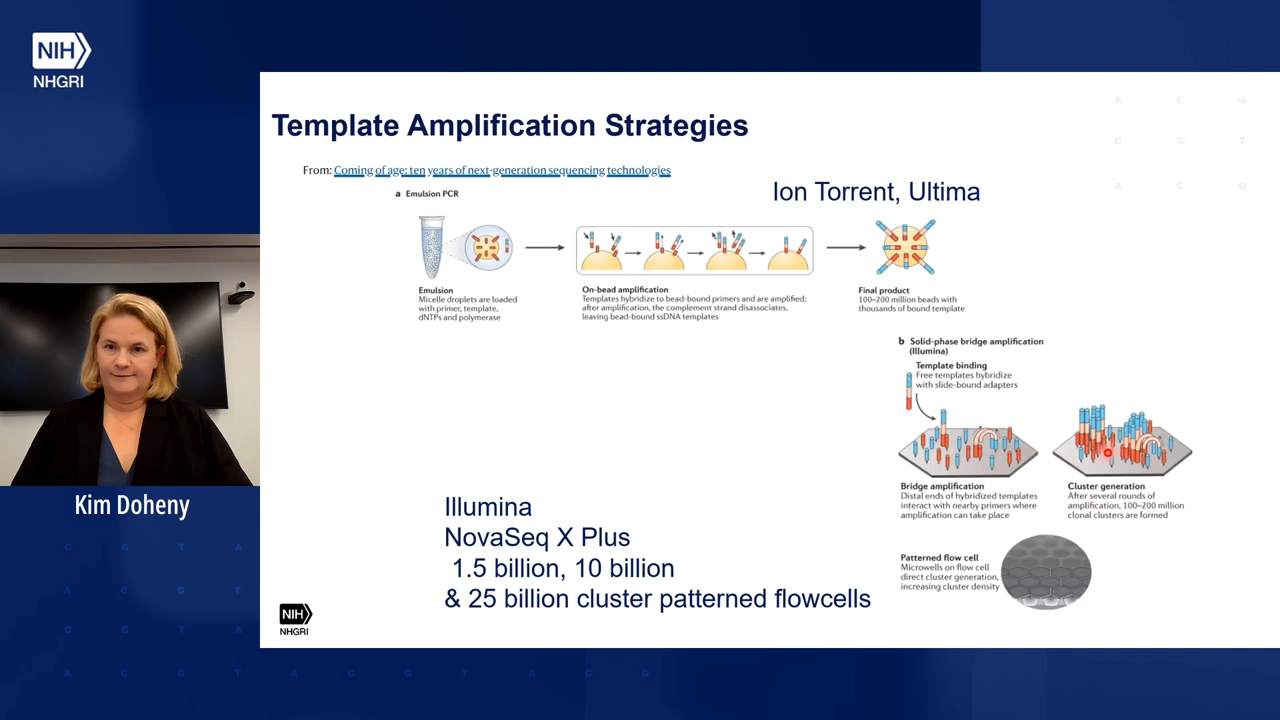 NIH
NHGRI
Template Amplification Strategies
From: Coming of age: ten years of next-generation sequencing technologies
a Emulsion PCR
Ion Torrent, Ultima
Emulsion
Micelle droplets are loaded
with primer, template,
dNTPs and polymerase
On-bead amplification
Templates hybridize to bead-bound primers and are amplified;
after amplification, the complement strand disassociates,
leaving bead-bound ssDNA templates
Final product
100–200 million beads with
thousands of bound template
b Solid-phase bridge amplification
(Illumina)
Template binding
Free templates hybridize
with slide-bound adapters
Bridge amplification
Distal ends of hybridized templates
interact with nearby primers where
amplification can take place
Cluster generation
After several rounds of
amplification, 100–200 million
clonal clusters are formed
Patterned flow cell
Microwells on flow cell
direct cluster generation,
increasing cluster density
Illumina
NovaSeq X Plus
1.5 billion, 10 billion
& 25 billion cluster patterned flowcells
NIH
NHGRI
Kim Doheny
A C G
C G T
A C G
C G T A
A C G
C G T A
A C G T A C G T A C G